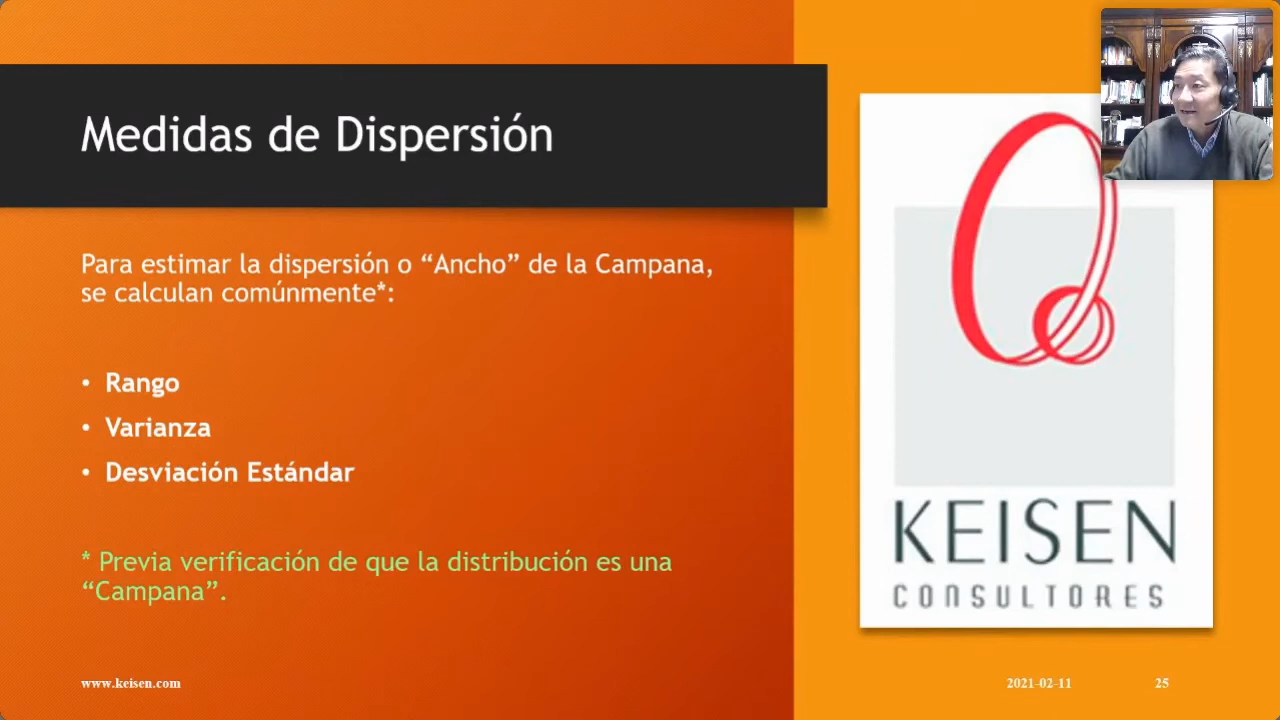 Medidas de Dispersión
Para estimar la dispersión o “Ancho” de la Campana,
se calculan comúnmente*:
• Rango
• Varianza
• Desviación Estándar
* Previa verificación de que la distribución es una
“Campana”.
KEISEN
CONSULTORES
www.keisen.com
2021-02-11
25